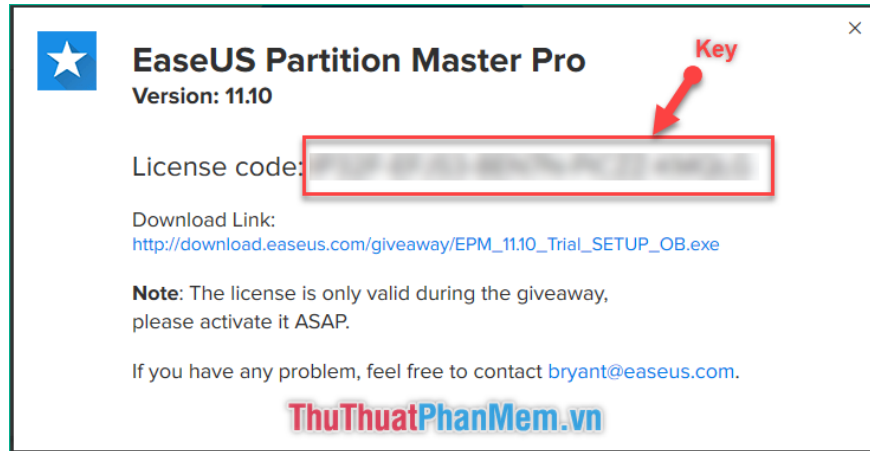 EaseUS Partition Master Pro
Key
Version: 11.10
License code:
Download Link:
http://download.easeus.com/giveaway/EPM_11.10_Trial_SETUP_OB.exe
Note: The license is only valid during the giveaway,
please activate it ASAP.
If you have any problem, feel free to contact bryant@easeus.com.
ThuThuatPhanMem.vn